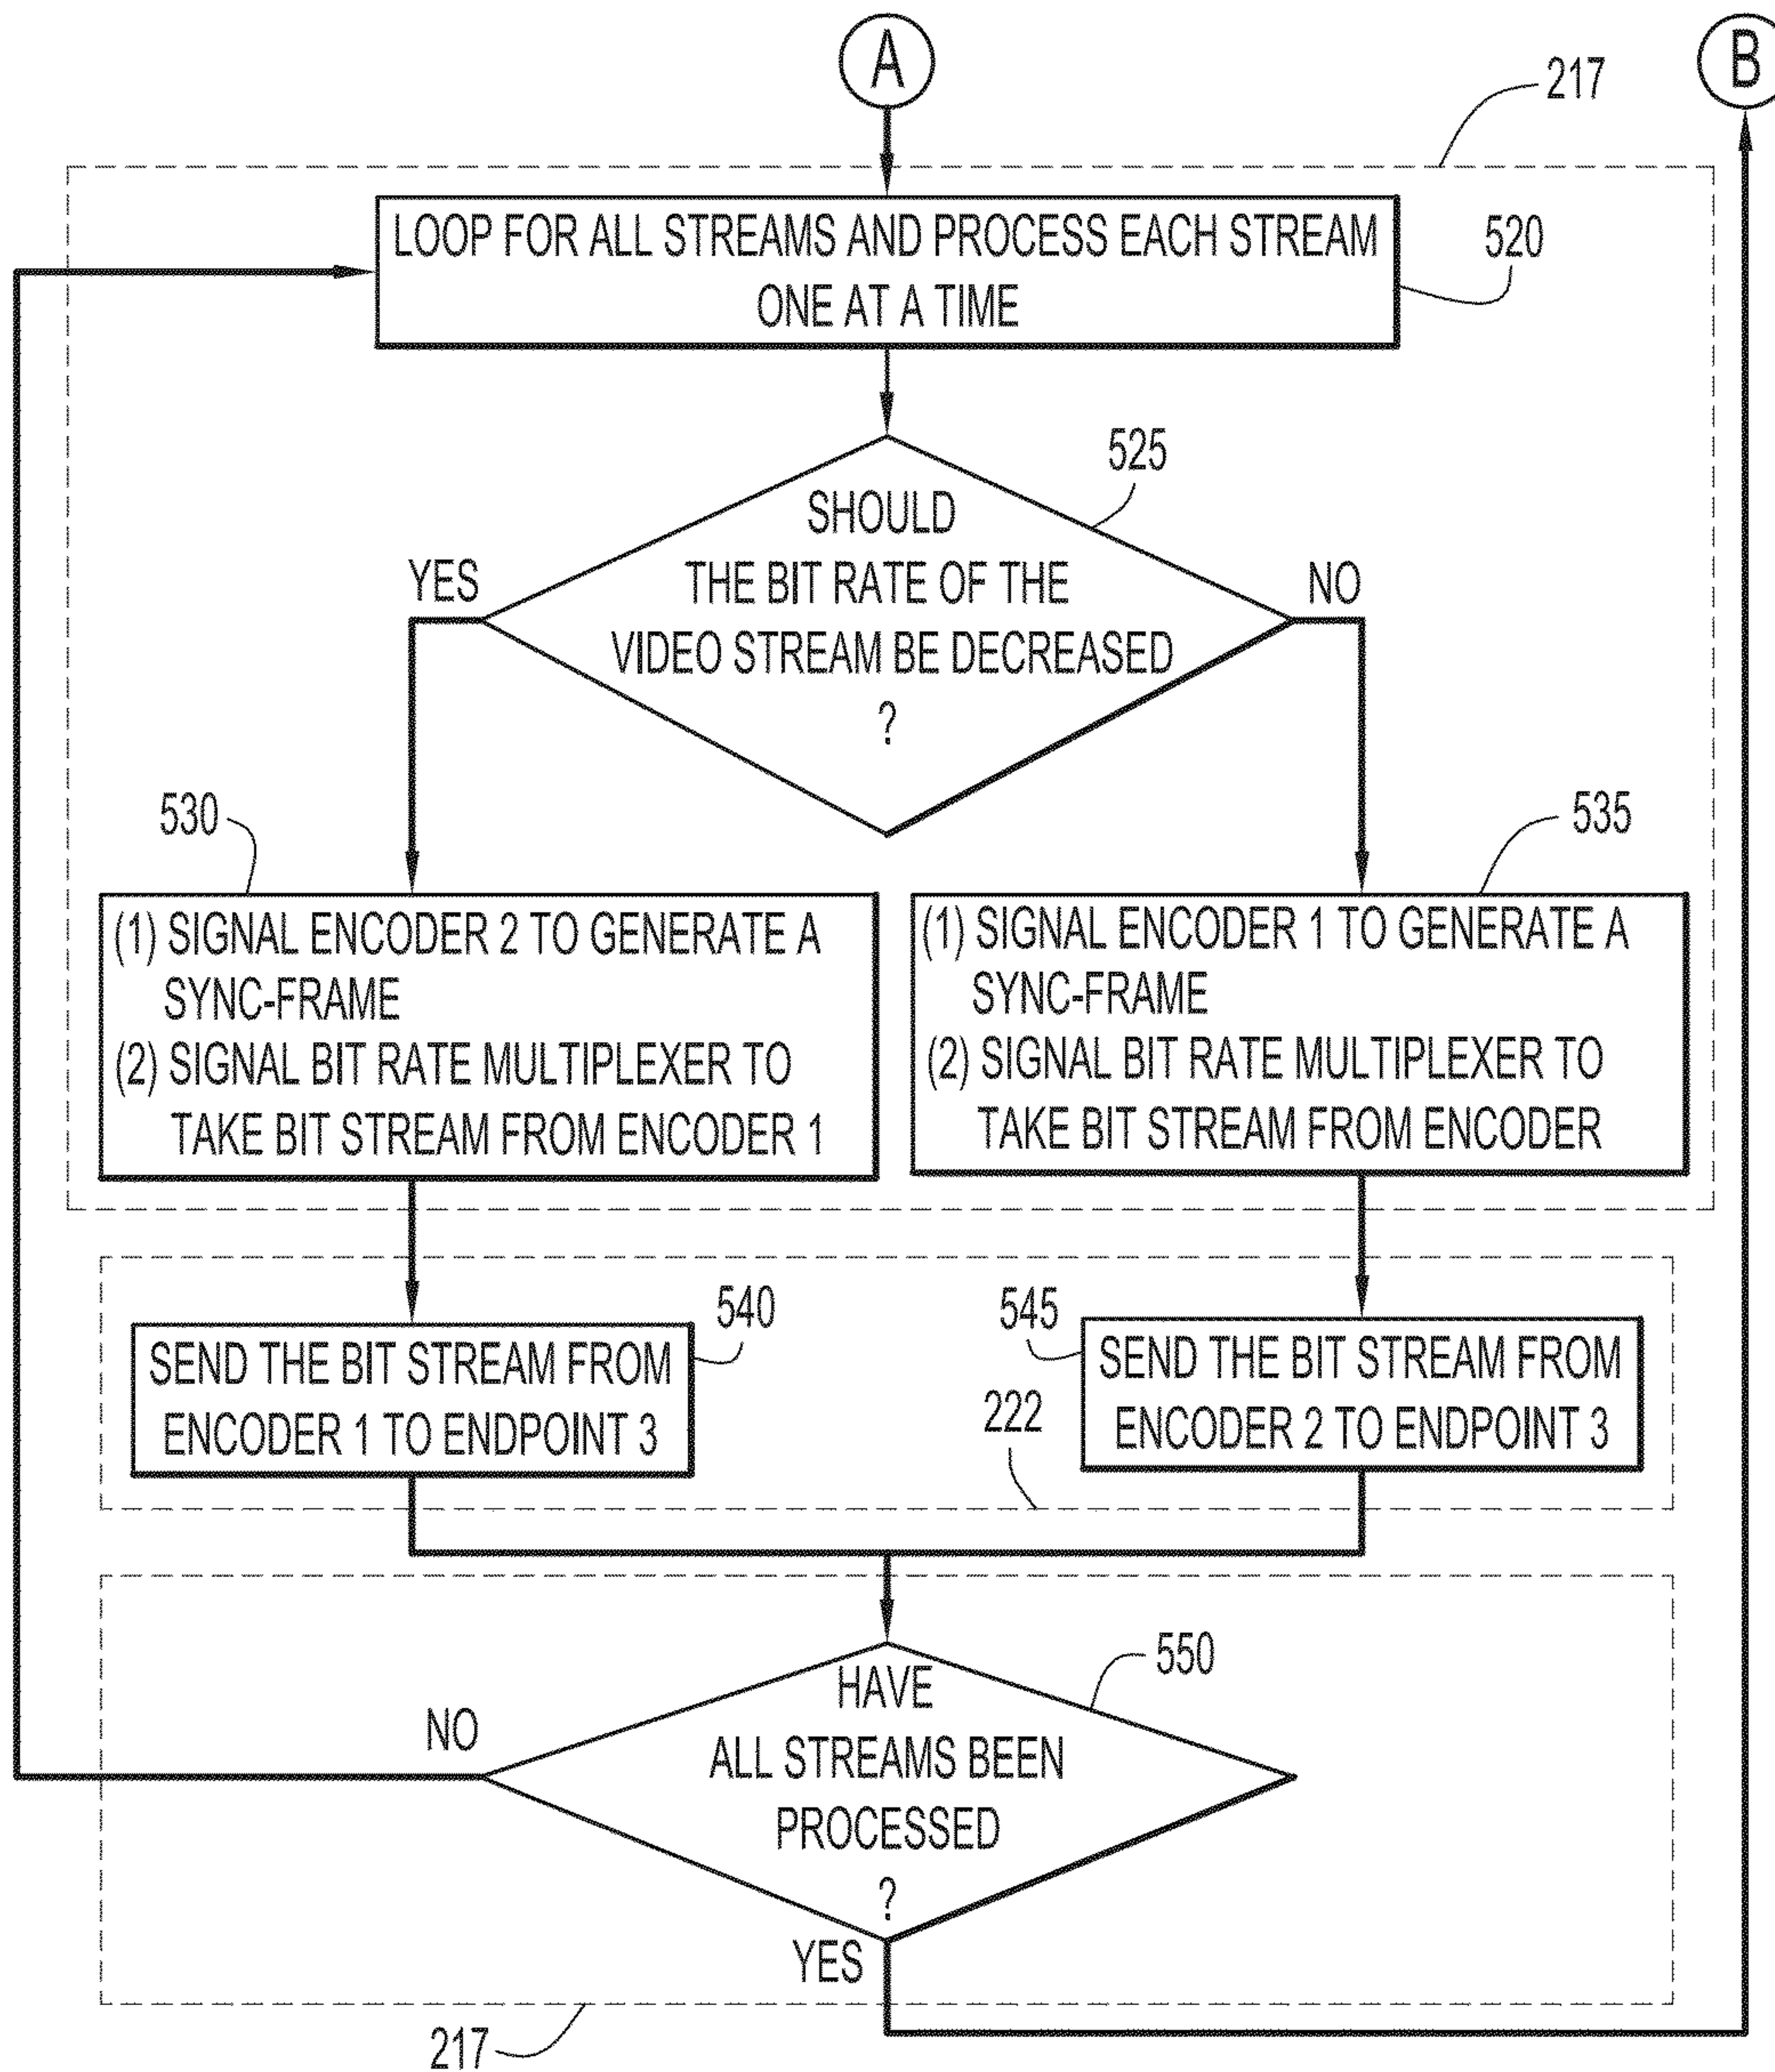 A
B
217
LOOP FOR ALL STREAMS AND PROCESS EACH STREAM
ONE AT A TIME
520
525
SHOULD
THE BIT RATE OF THE
VIDEO STREAM BE DECREASED
?
YES
NO
530
535
(1) SIGNAL ENCODER 2 TO GENERATE A
SYNC-FRAME
(2) SIGNAL BIT RATE MULTIPLEXER TO
TAKE BIT STREAM FROM ENCODER 1
(1) SIGNAL ENCODER 1 TO GENERATE A
SYNC-FRAME
(2) SIGNAL BIT RATE MULTIPLEXER TO
TAKE BIT STREAM FROM ENCODER
540
SEND THE BIT STREAM FROM
ENCODER 1 TO ENDPOINT 3
545
SEND THE BIT STREAM FROM
ENCODER 2 TO ENDPOINT 3
222
550
HAVE
ALL STREAMS BEEN
PROCESSED
?
NO
YES
217